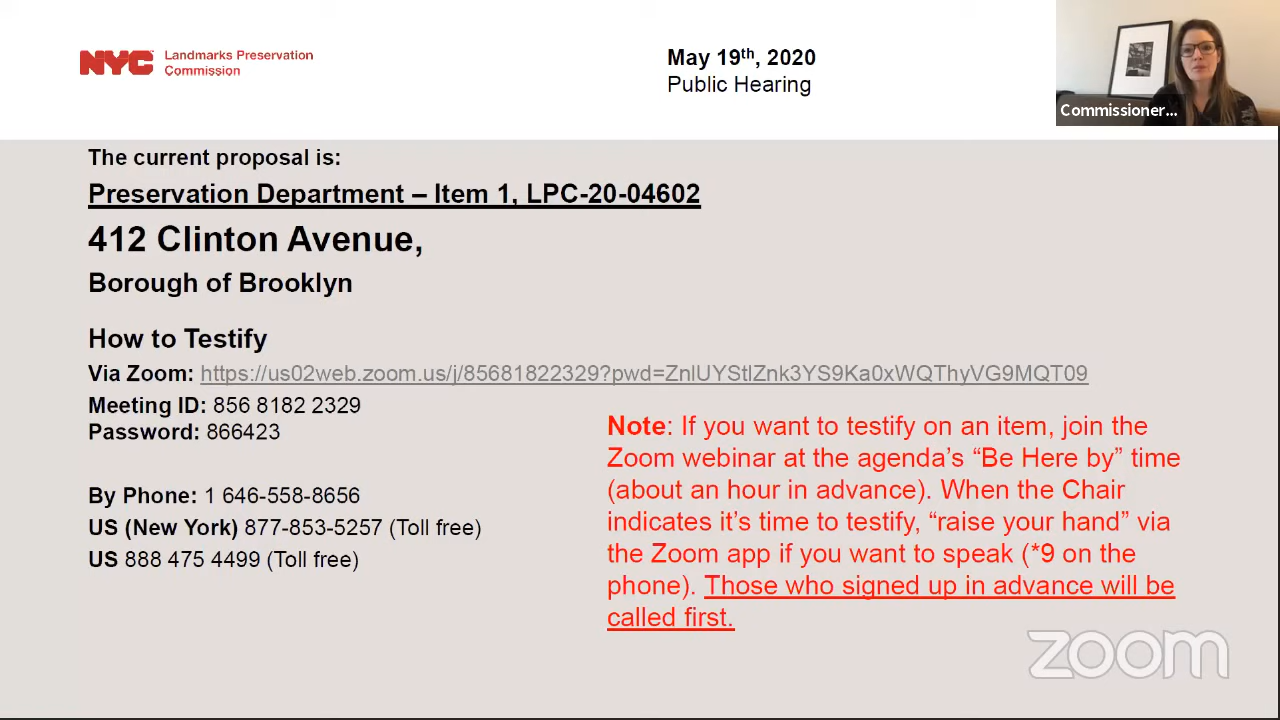 NYC Landmarks Preservation
Commission
May 19th, 2020
Public Hearing
Commissioner...
The current proposal is:
Preservation Department – Item 1, LPC-20-04602
412 Clinton Avenue,
Borough of Brooklyn
How to Testify
Via Zoom: https://us02web.zoom.us/j/85681822329?pwd=ZnlUYStlZnk3YS9Ka0xWQThyVG9MQT09
Meeting ID: 856 8182 2329
Password: 866423
By Phone: 1 646-558-8656
US (New York) 877-853-5257 (Toll free)
US 888 475 4499 (Toll free)
Note: If you want to testify on an item, join the
Zoom webinar at the agenda’s “Be Here by” time
(about an hour in advance). When the Chair
indicates it’s time to testify, “raise your hand” via
the Zoom app if you want to speak (*9 on the
phone). Those who signed up in advance will be
called first.
zoom